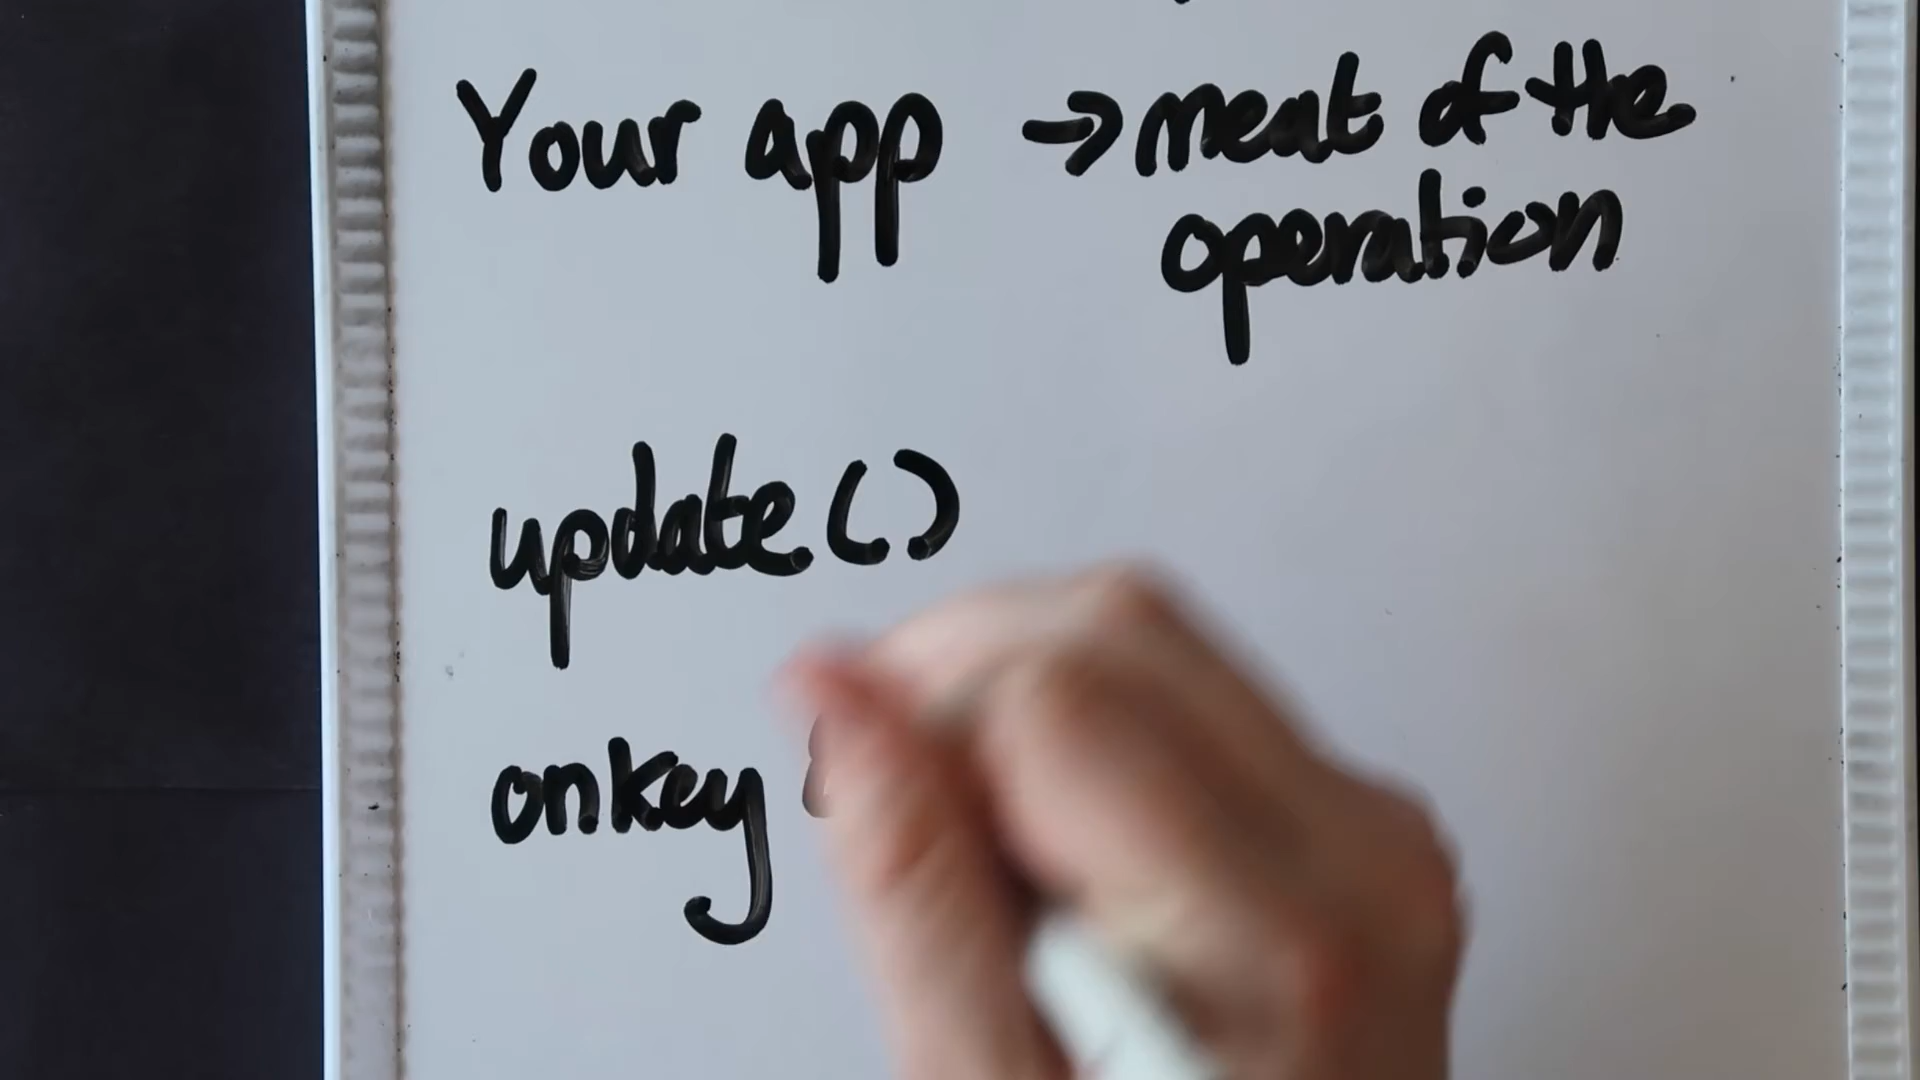 Your app → meat of the
operation
update()
onkey (